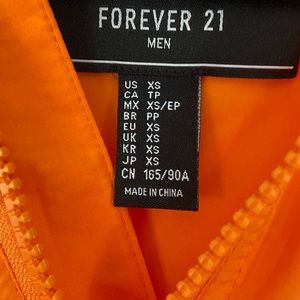 FOREVER 21
MEN
US XS
CA TP
MX XS/EP
BR PP
EU XS
UK XS
KR XS
JP XS
CN 165/90A
MADE IN CHINA